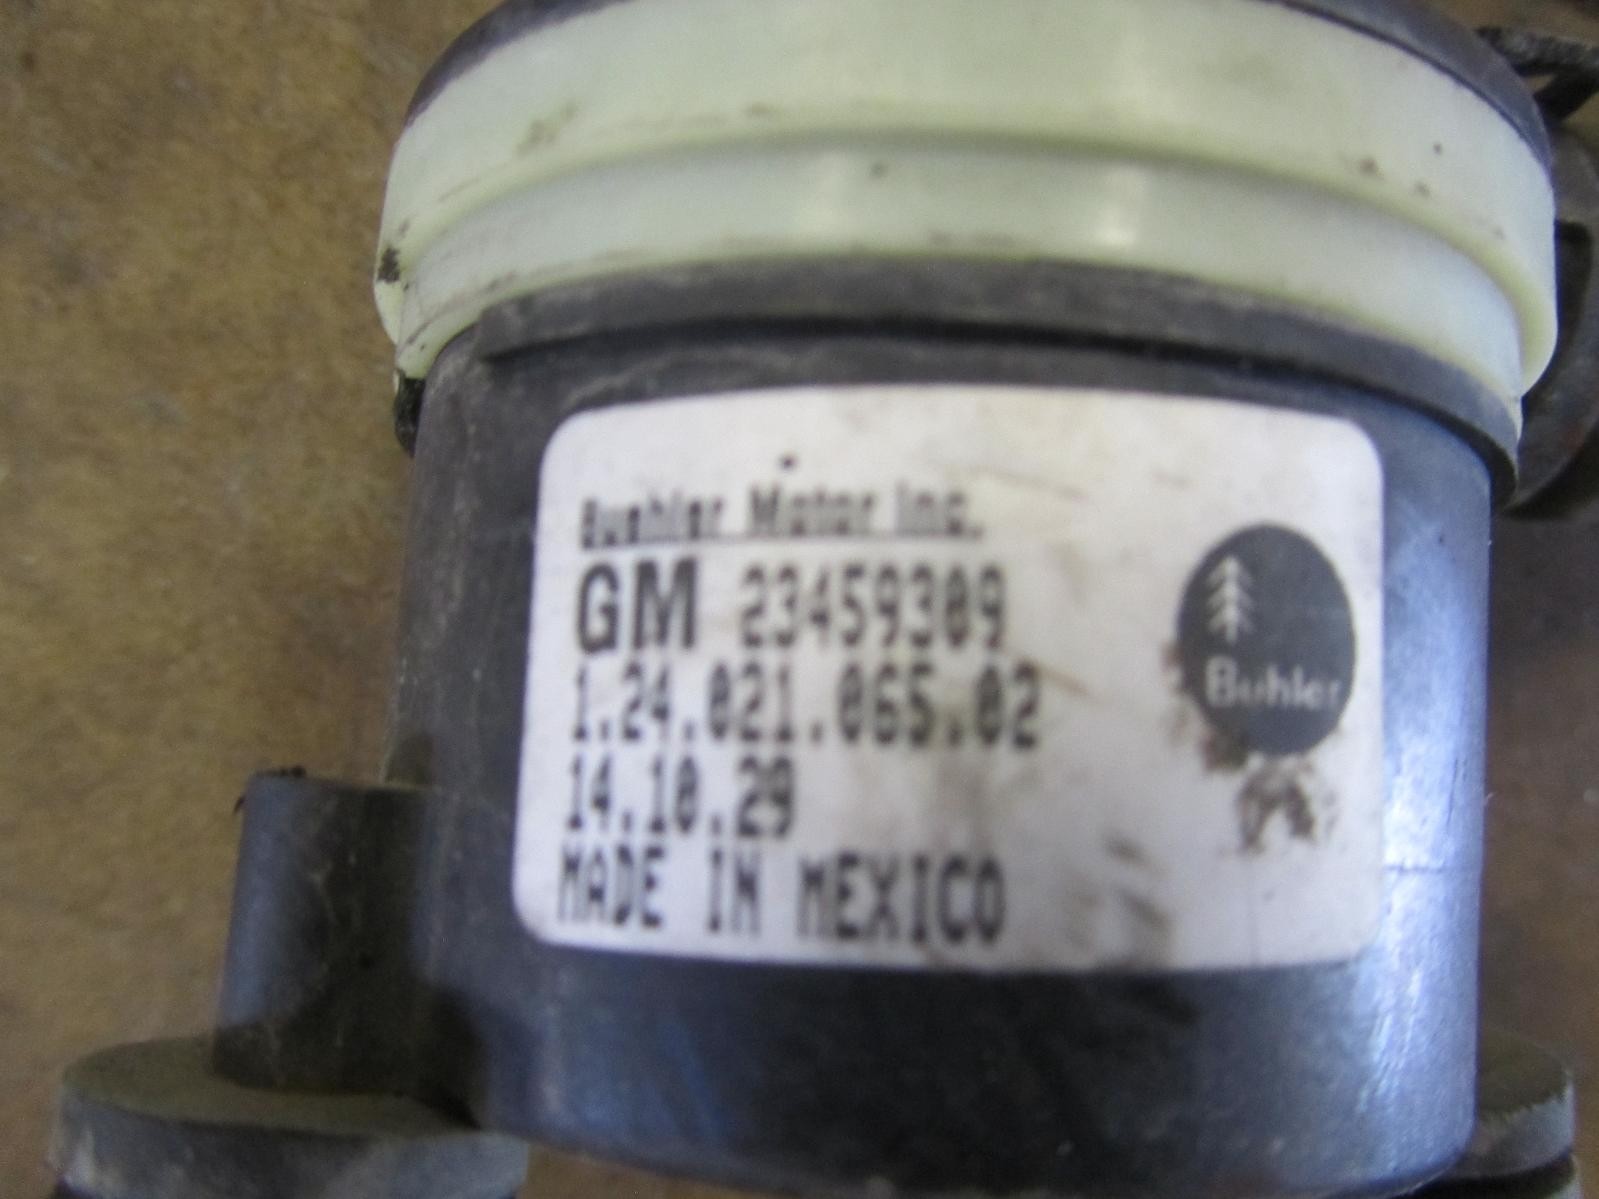 Buehler Motor Inc.
GM 23459309
1.24.021.065.02
14.10.29
MADE IN MEXICO
Buhler